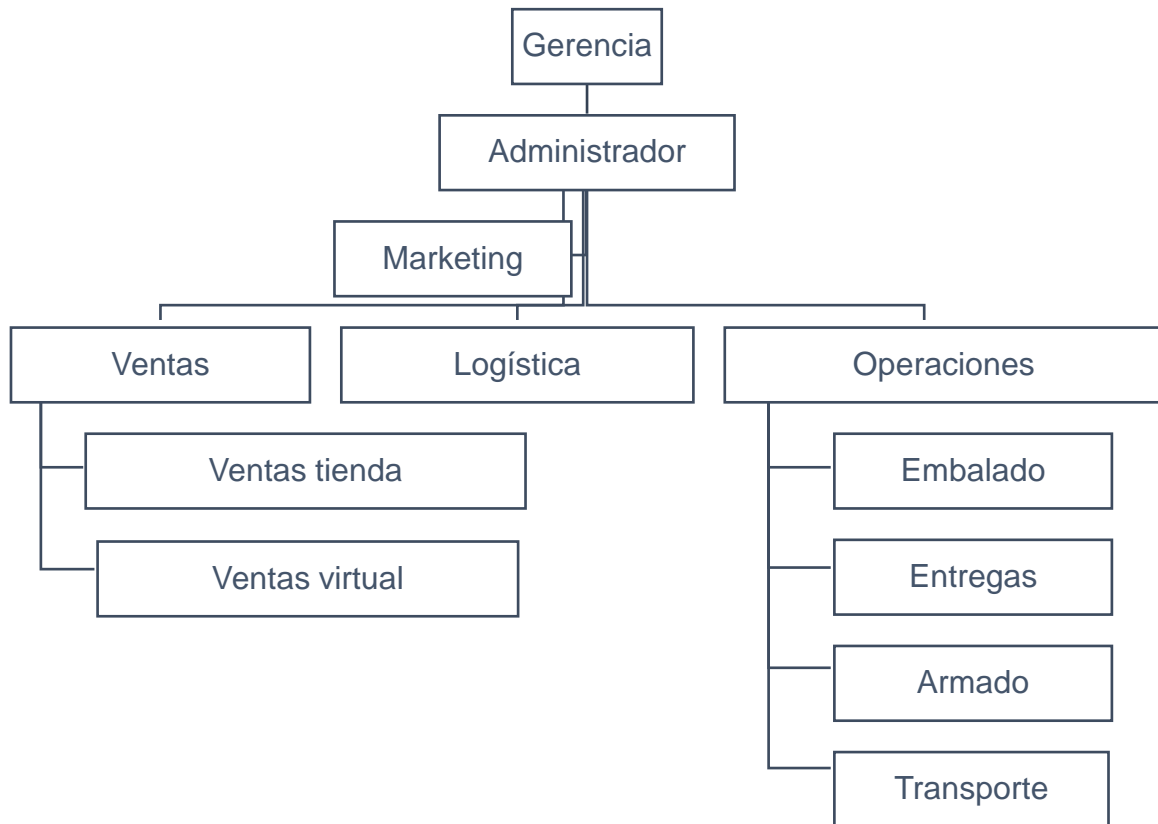 Gerencia
Administrador
Marketing
Ventas
Logística
Operaciones
Ventas tienda
Ventas virtual
Embalado
Entregas
Armado
Transporte